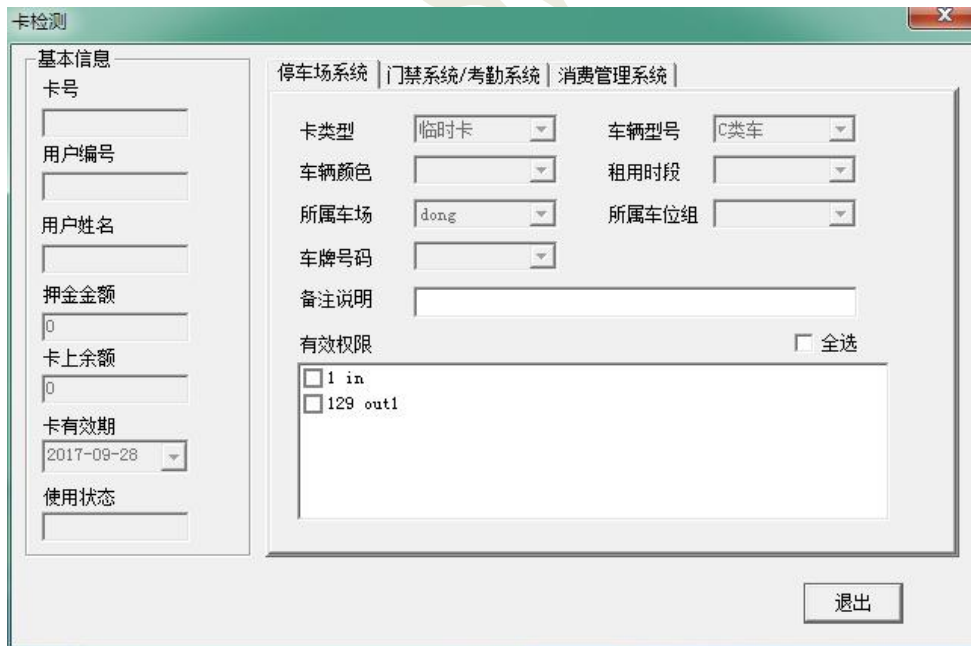 卡检测
基本信息
卡号
用户编号
用户姓名
押金金额
0
卡上余额
0
卡有效期
2017-09-28
使用状态
停车场系统 门禁系统/考勤系统 消费管理系统
卡类型 临时卡 车辆型号 C类车
车辆颜色 租用时段
所属车场 dong 所属车位组
车牌号码
备注说明
有效权限 全选
1 in
129 out1
退出